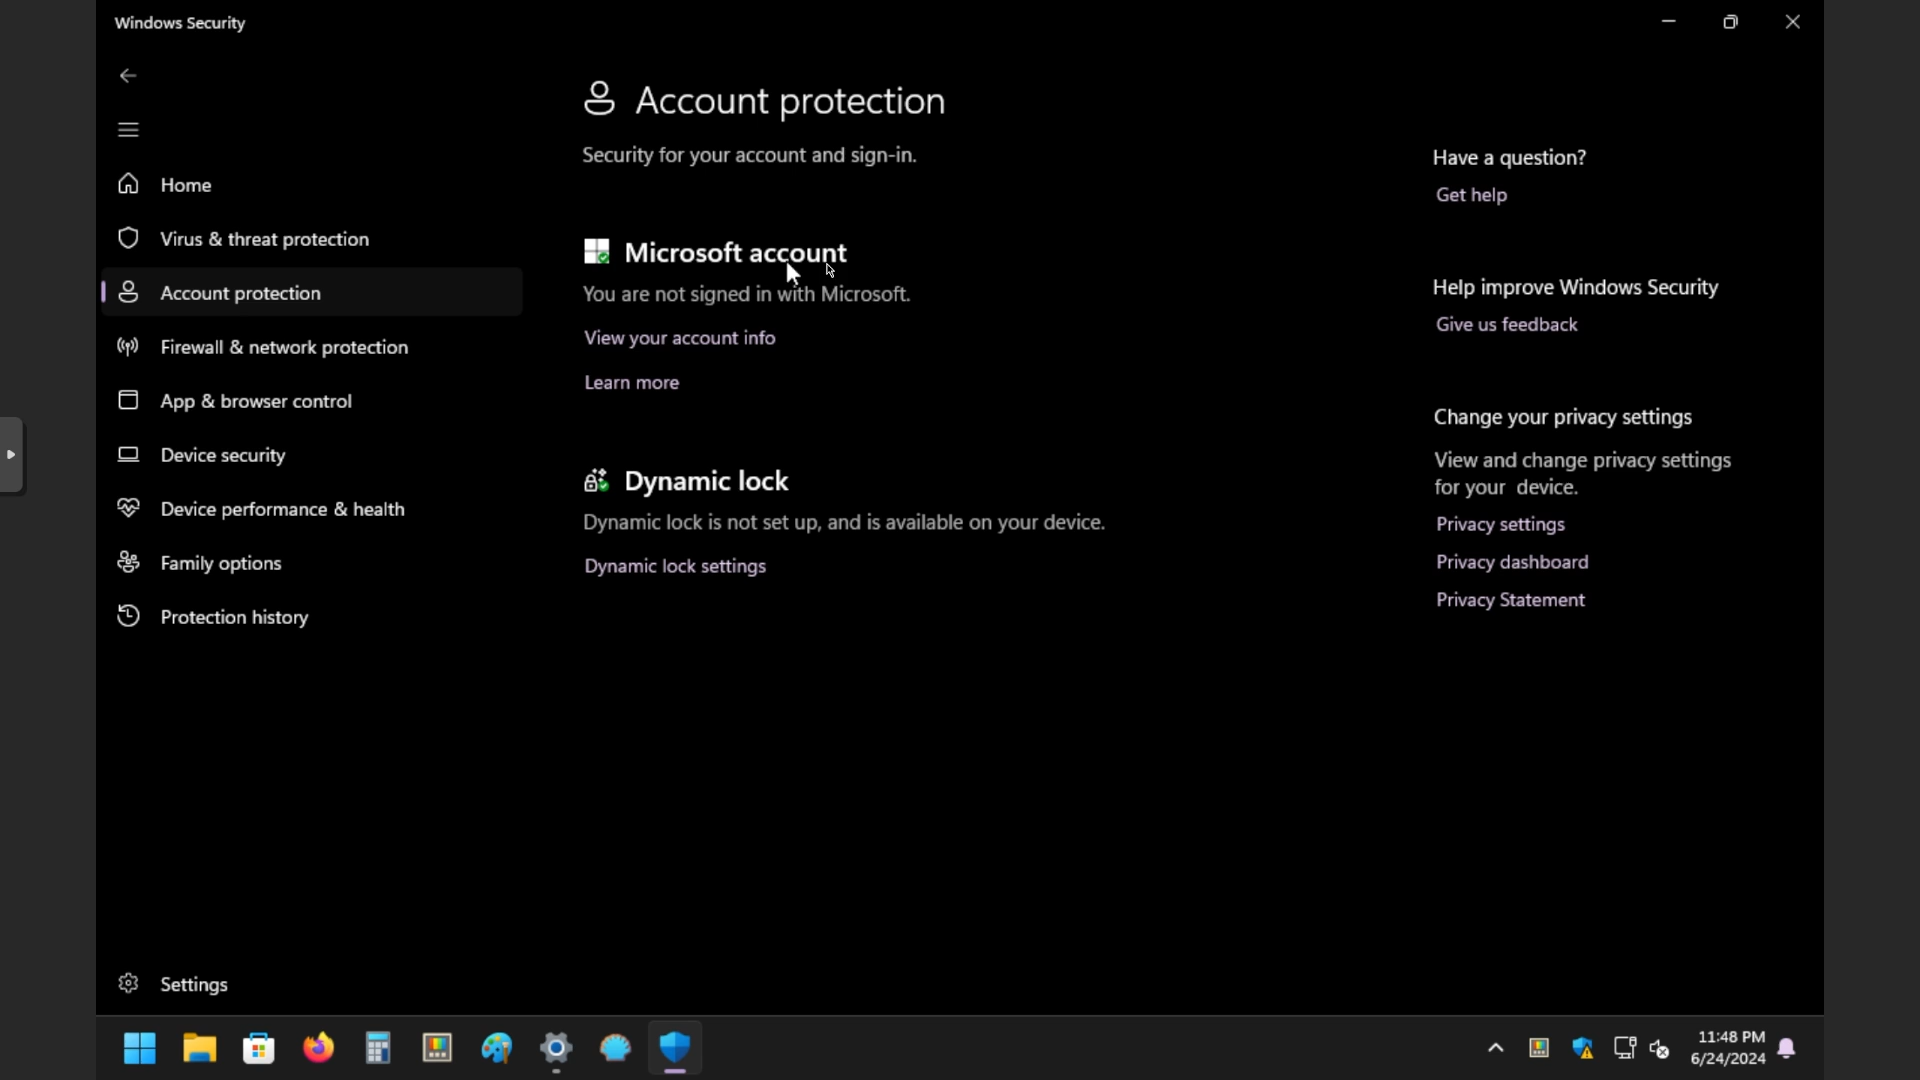 Windows Security
Home
Virus & threat protection
Account protection
Firewall & network protection
App & browser control
Device security
Device performance & health
Family options
Protection history
Settings
Account protection
Security for your account and sign-in.
Microsoft account
You are not signed in with Microsoft.
View your account info
Learn more
Dynamic lock
Dynamic lock is not set up, and is available on your device.
Dynamic lock settings
Have a question?
Get help
Help improve Windows Security
Give us feedback
Change your privacy settings
View and change privacy settings
for your device.
Privacy settings
Privacy dashboard
Privacy Statement
11:48 PM
6/24/2024